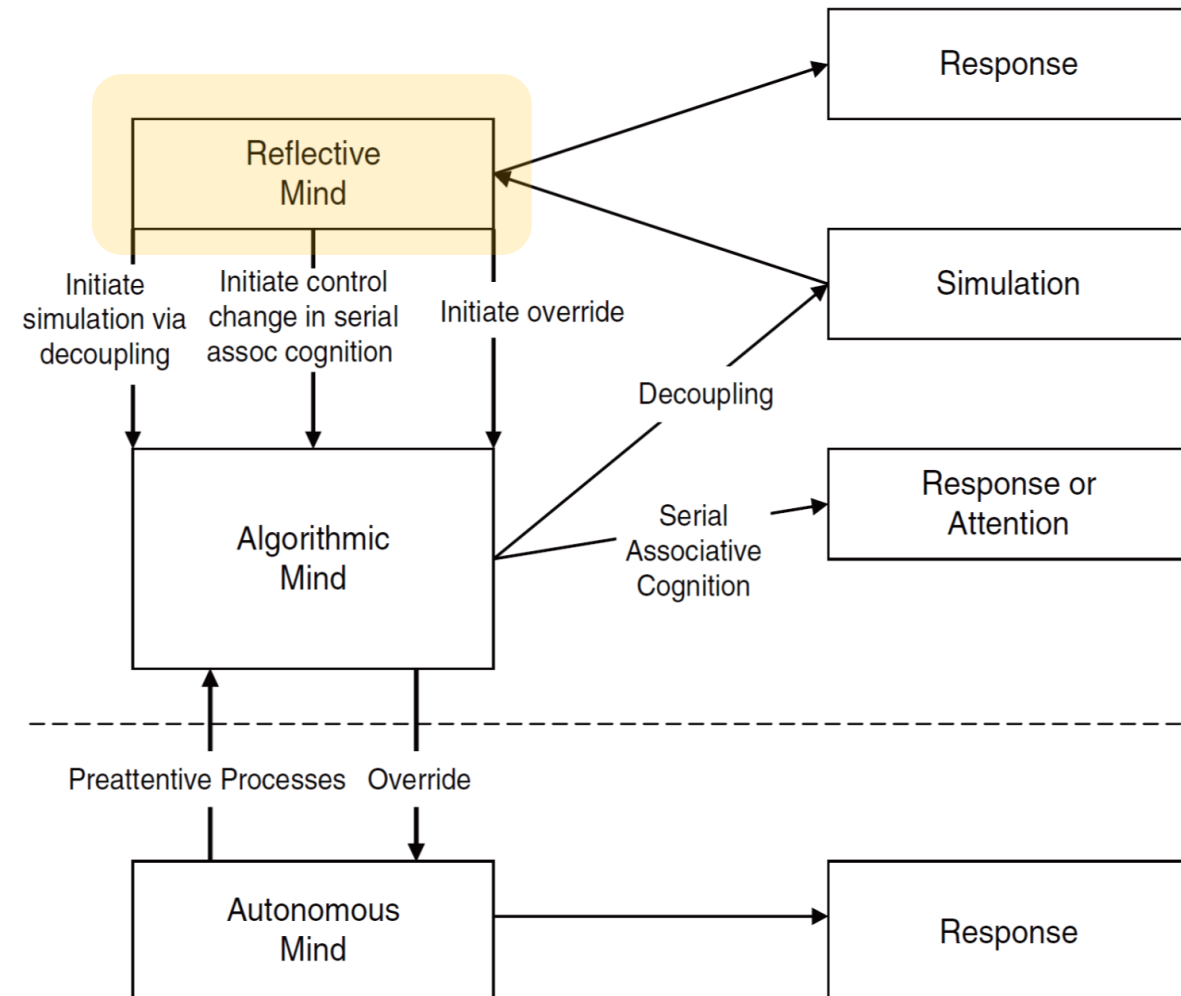 Response
Reflective
Mind
Initiate
simulation via
decoupling
Initiate control
change in serial
assoc cognition
Initiate override
Simulation
Decoupling
Algorithmic
Mind
Serial
Associative
Cognition
Response or
Attention
Preattentive Processes
Override
Autonomous
Mind
Response